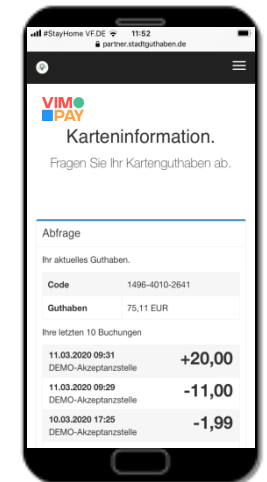 #StayHome VF.DE 11:52
partner.stadtguthaben.de
VIM
PAY
Karteninformation.
Fragen Sie Ihr Kartenguthaben ab.
Abfrage
Ihr aktuelles Guthaben.
Code 1496-4010-2641
Guthaben 75,11 EUR
Ihre letzten 10 Buchungen
11.03.2020 09:31
DEMO-Akzeptanzstelle +20,00
11.03.2020 09:29
DEMO-Akzeptanzstelle -11,00
10.03.2020 17:25
DEMO-Akzeptanzstelle -1,99